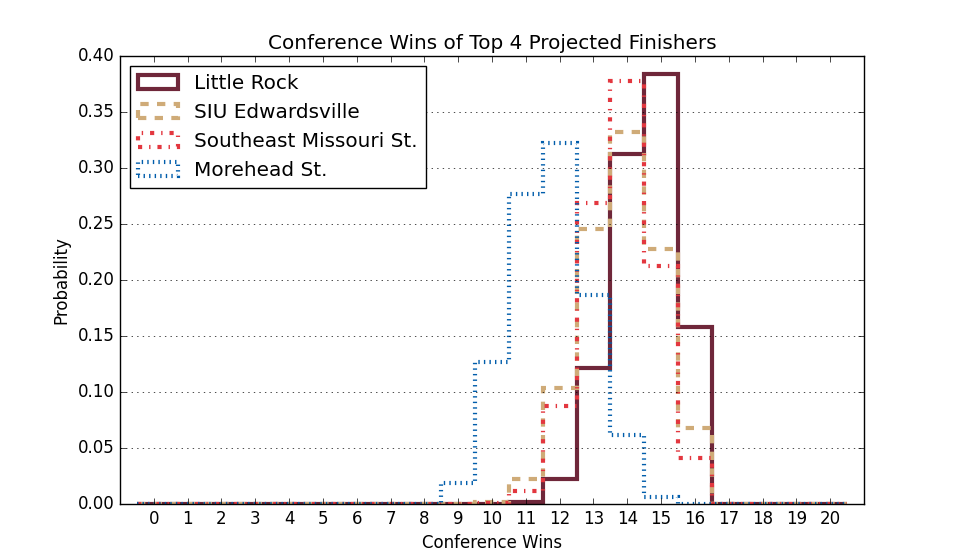 Conference Wins of Top 4 Projected Finishers
0.40
0.35
0.30
0.25
0.20
0.15
0.10
0.05
0.00
Probability
Little Rock
SIU Edwardsville
Southeast Missouri St.
Morehead St.
0 1 2 3 4 5 6 7 8 9 10 11 12 13 14 15 16 17 18 19 20
Conference Wins